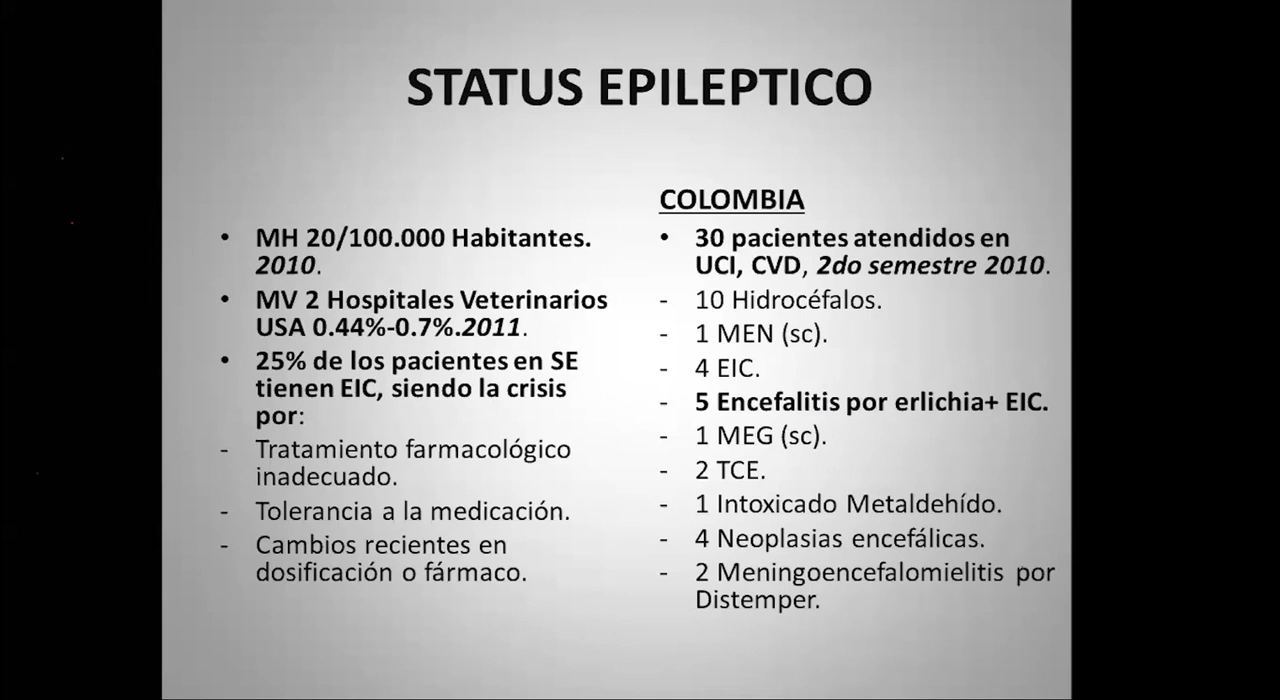 STATUS EPILEPTICO
• MH 20/100.000 Habitantes.
2010.
• MV 2 Hospitales Veterinarios
USA 0.44%-0.7%.2011.
• 25% de los pacientes en SE
tienen EIC, siendo la crisis
por:
- Tratamiento farmacológico
inadecuado.
- Tolerancia a la medicación.
- Cambios recientes en
dosificación o fármaco.
COLOMBIA
• 30 pacientes atendidos en
UCI, CVD, 2do semestre 2010.
- 10 Hidrocéfalos.
- 1 MEN (sc).
- 4 EIC.
- 5 Encefalitis por erlichia+ EIC.
- 1 MEG (sc).
- 2 TCE.
- 1 Intoxicado Metaldehído.
- 4 Neoplasias encefálicas.
- 2 Meningoencefalomielitis por
Distemper.